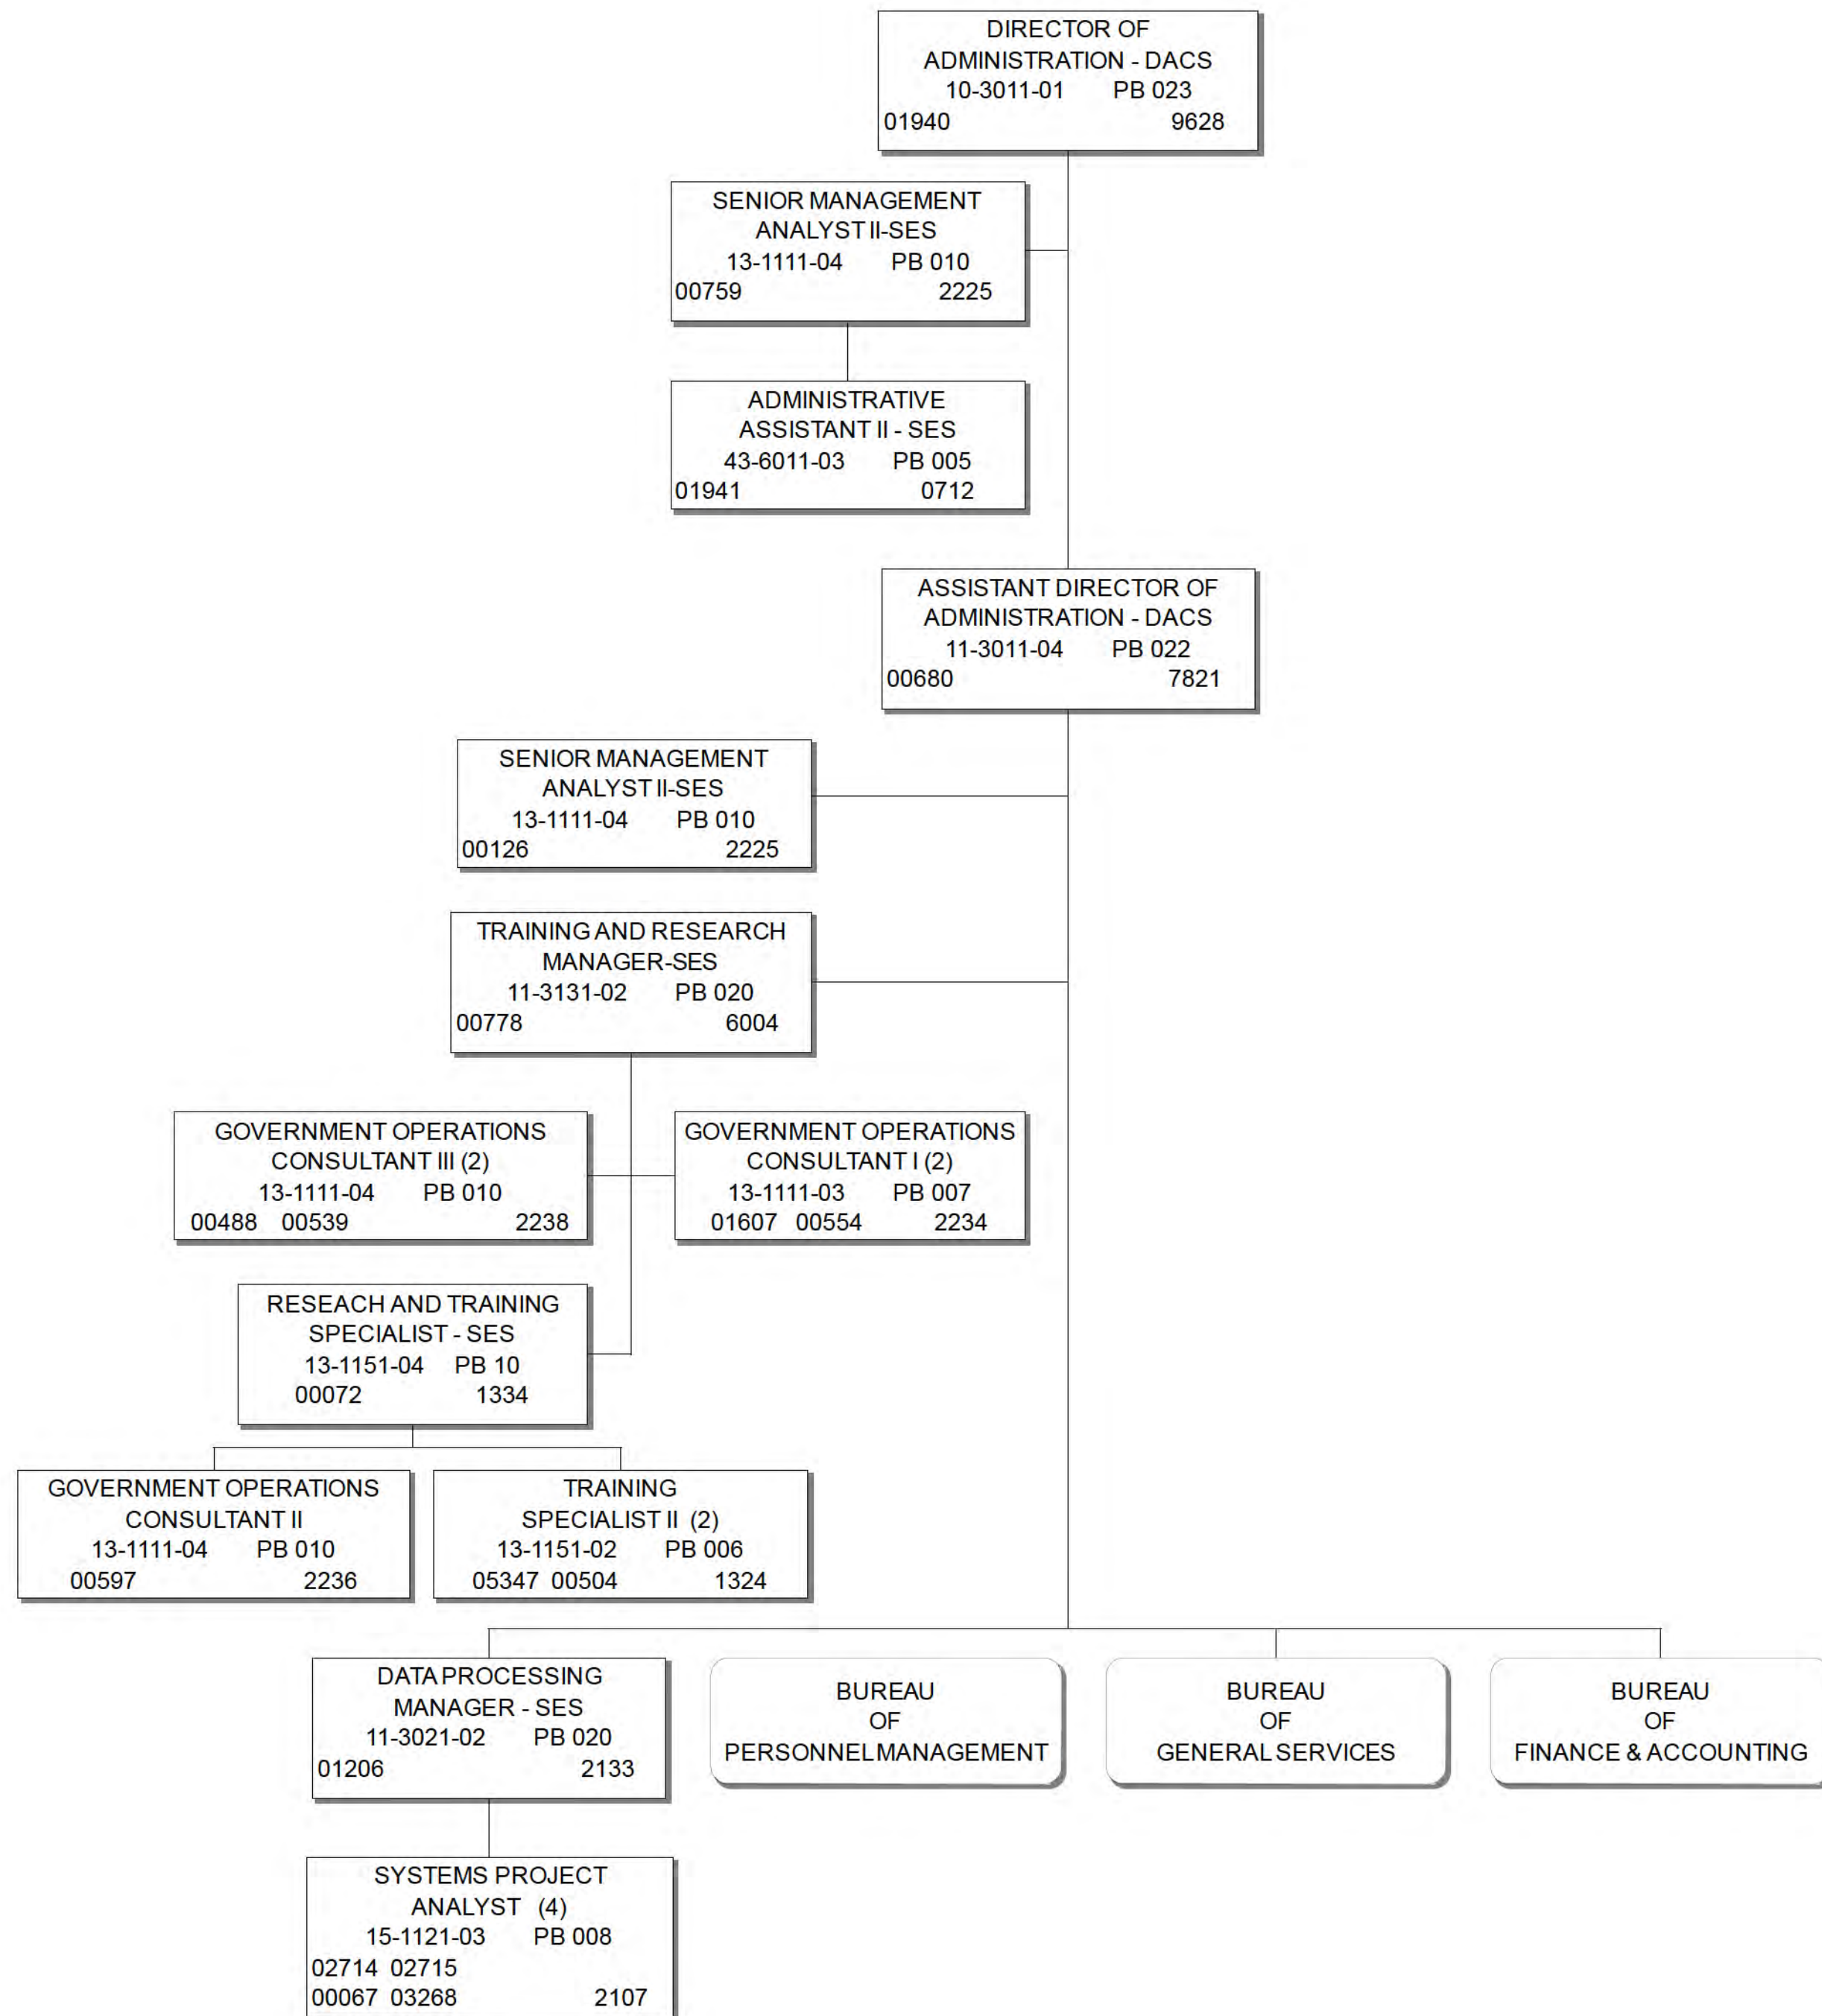 DIRECTOR OF
ADMINISTRATION - DACS
10-3011-01 PB 023
01940 9628
SENIOR MANAGEMENT
ANALYST II-SES
13-1111-04 PB 010
00759 2225
ADMINISTRATIVE
ASSISTANT II - SES
43-6011-03 PB 005
01941 0712
ASSISTANT DIRECTOR OF
ADMINISTRATION - DACS
11-3011-04 PB 022
00680 7821
SENIOR MANAGEMENT
ANALYST II-SES
13-1111-04 PB 010
00126 2225
TRAINING AND RESEARCH
MANAGER-SES
11-3131-02 PB 020
00778 6004
GOVERNMENT OPERATIONS
CONSULTANT III (2)
13-1111-04 PB 010
00488 00539 2238
GOVERNMENT OPERATIONS
CONSULTANT I (2)
13-1111-03 PB 007
01607 00554 2234
RESEACH AND TRAINING
SPECIALIST - SES
13-1151-04 PB 10
00072 1334
GOVERNMENT OPERATIONS
CONSULTANT II
13-1111-04 PB 010
00597 2236
TRAINING
SPECIALIST II (2)
13-1151-02 PB 006
05347 00504 1324
DATA PROCESSING
MANAGER - SES
11-3021-02 PB 020
01206 2133
BUREAU
OF
PERSONNEL MANAGEMENT
BUREAU
OF
GENERAL SERVICES
BUREAU
OF
FINANCE & ACCOUNTING
SYSTEMS PROJECT
ANALYST (4)
15-1121-03 PB 008
02714 02715
00067 03268 2107